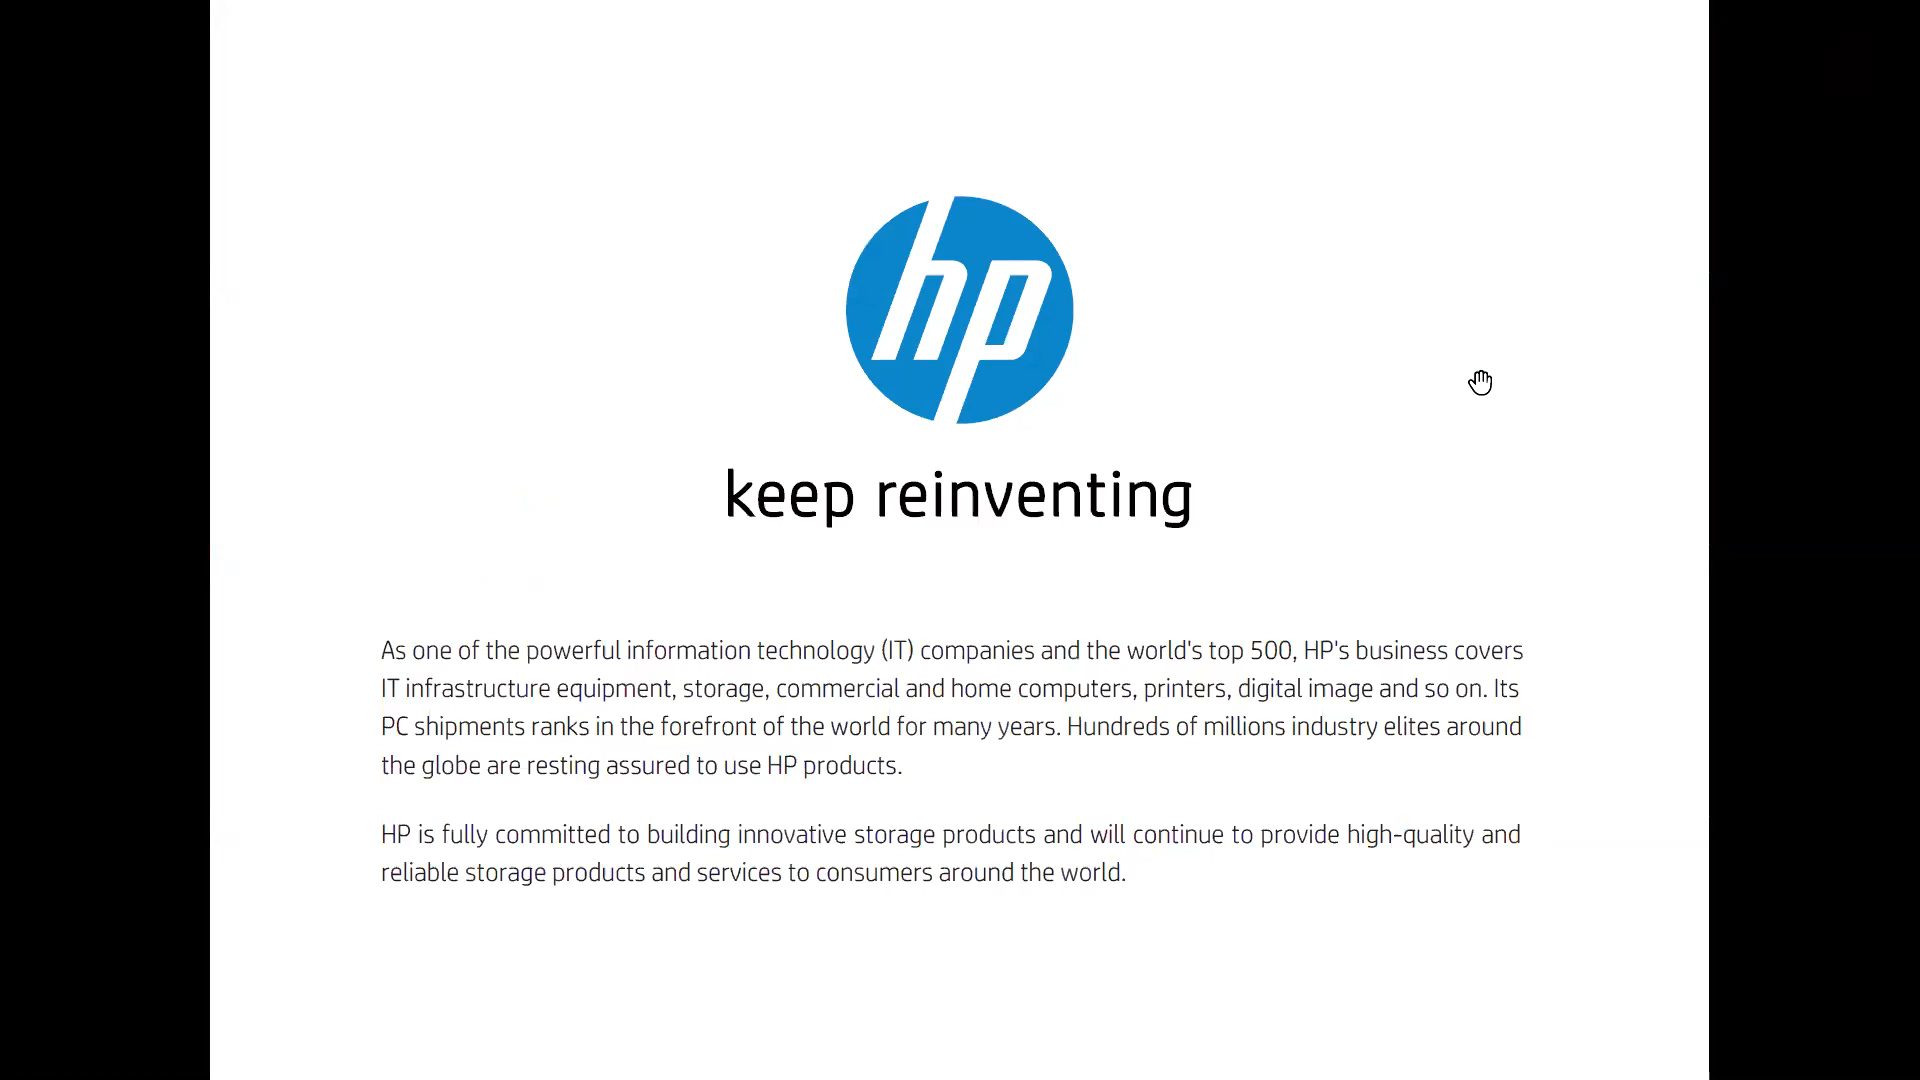 hp
keep reinventing
As one of the powerful information technology (IT) companies and the world's top 500, HP's business covers
IT infrastructure equipment, storage, commercial and home computers, printers, digital image and so on. Its
PC shipments ranks in the forefront of the world for many years. Hundreds of millions industry elites around
the globe are resting assured to use HP products.
HP is fully committed to building innovative storage products and will continue to provide high-quality and
reliable storage products and services to consumers around the world.